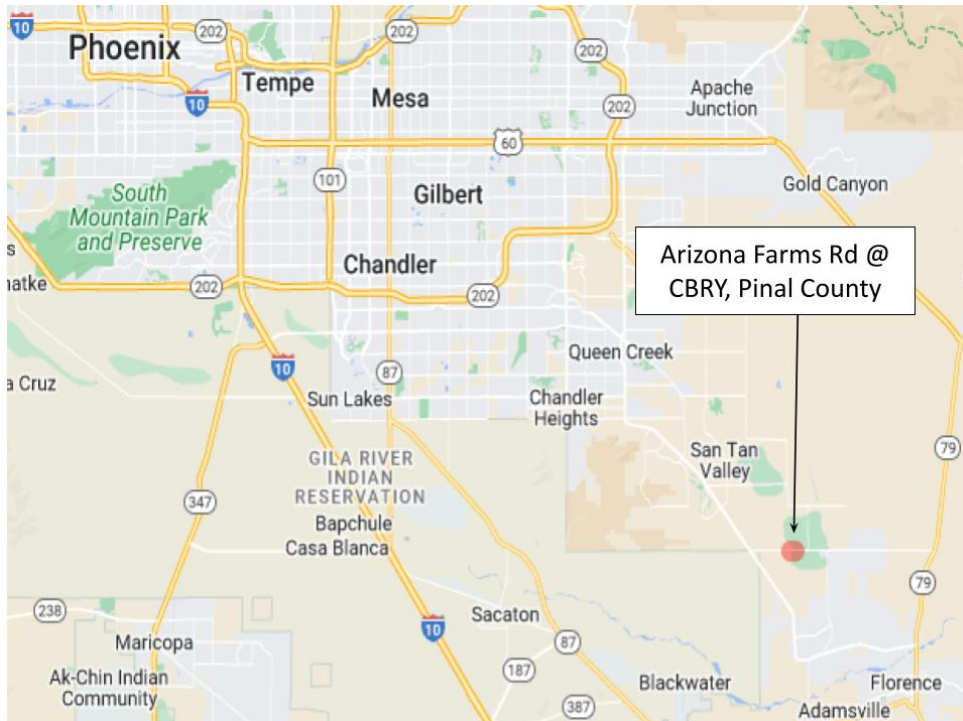 10
202
202
Phoenix
Tempe
202
Mesa
Apache
Junction
10
202
60
101
South
Mountain Park
and Preserve
Gilbert
Gold Canyon
Arizona Farms Rd @
CBRY, Pinal County
Chandler
202
202
10
87
Queen Creek
a Cruz
Sun Lakes
Chandler
Heights
GILA RIVER
INDIAN
RESERVATION
San Tan
Valley
79
347
Bapchule
Casa Blanca
79
238
Sacaton
10
Maricopa
87
187
Ak-Chin Indian
Community
Blackwater
Florence
387
Adamsville